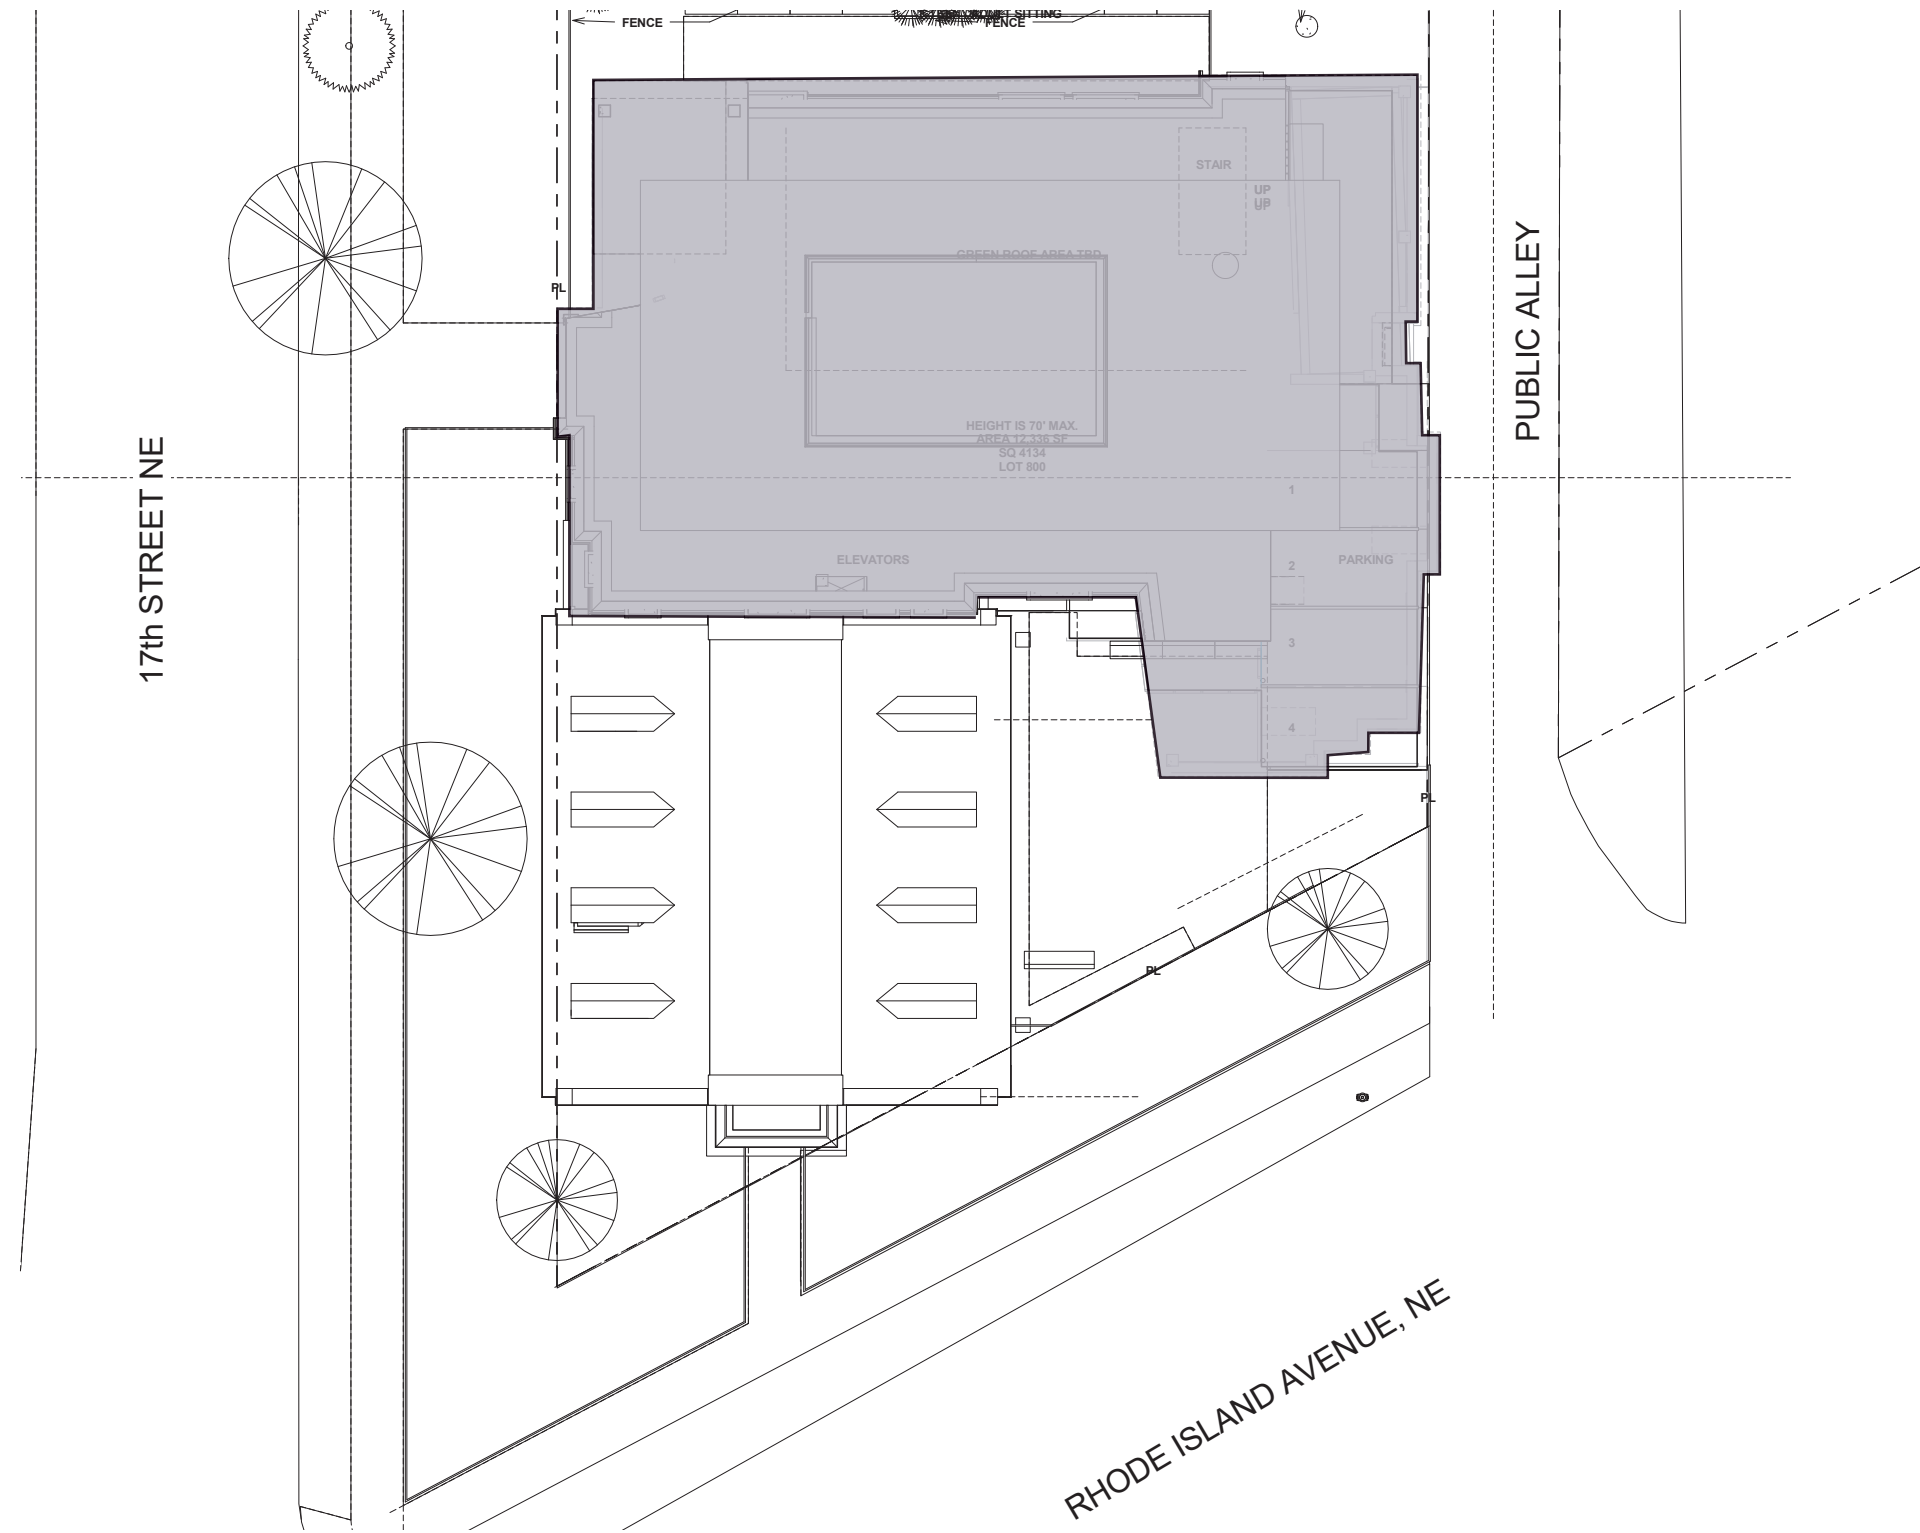 SITTING
FENCE
FENCE
STAIR
UP
UP
GREEN ROOF AREA TBD
PL
PUBLIC ALLEY
HEIGHT IS 70' MAX.
AREA 12,336 SF
SQ 4134
LOT 800
17th STREET NE
1
ELEVATORS
PARKING
2
3
4
PL
PL
RHODE ISLAND AVENUE, NE